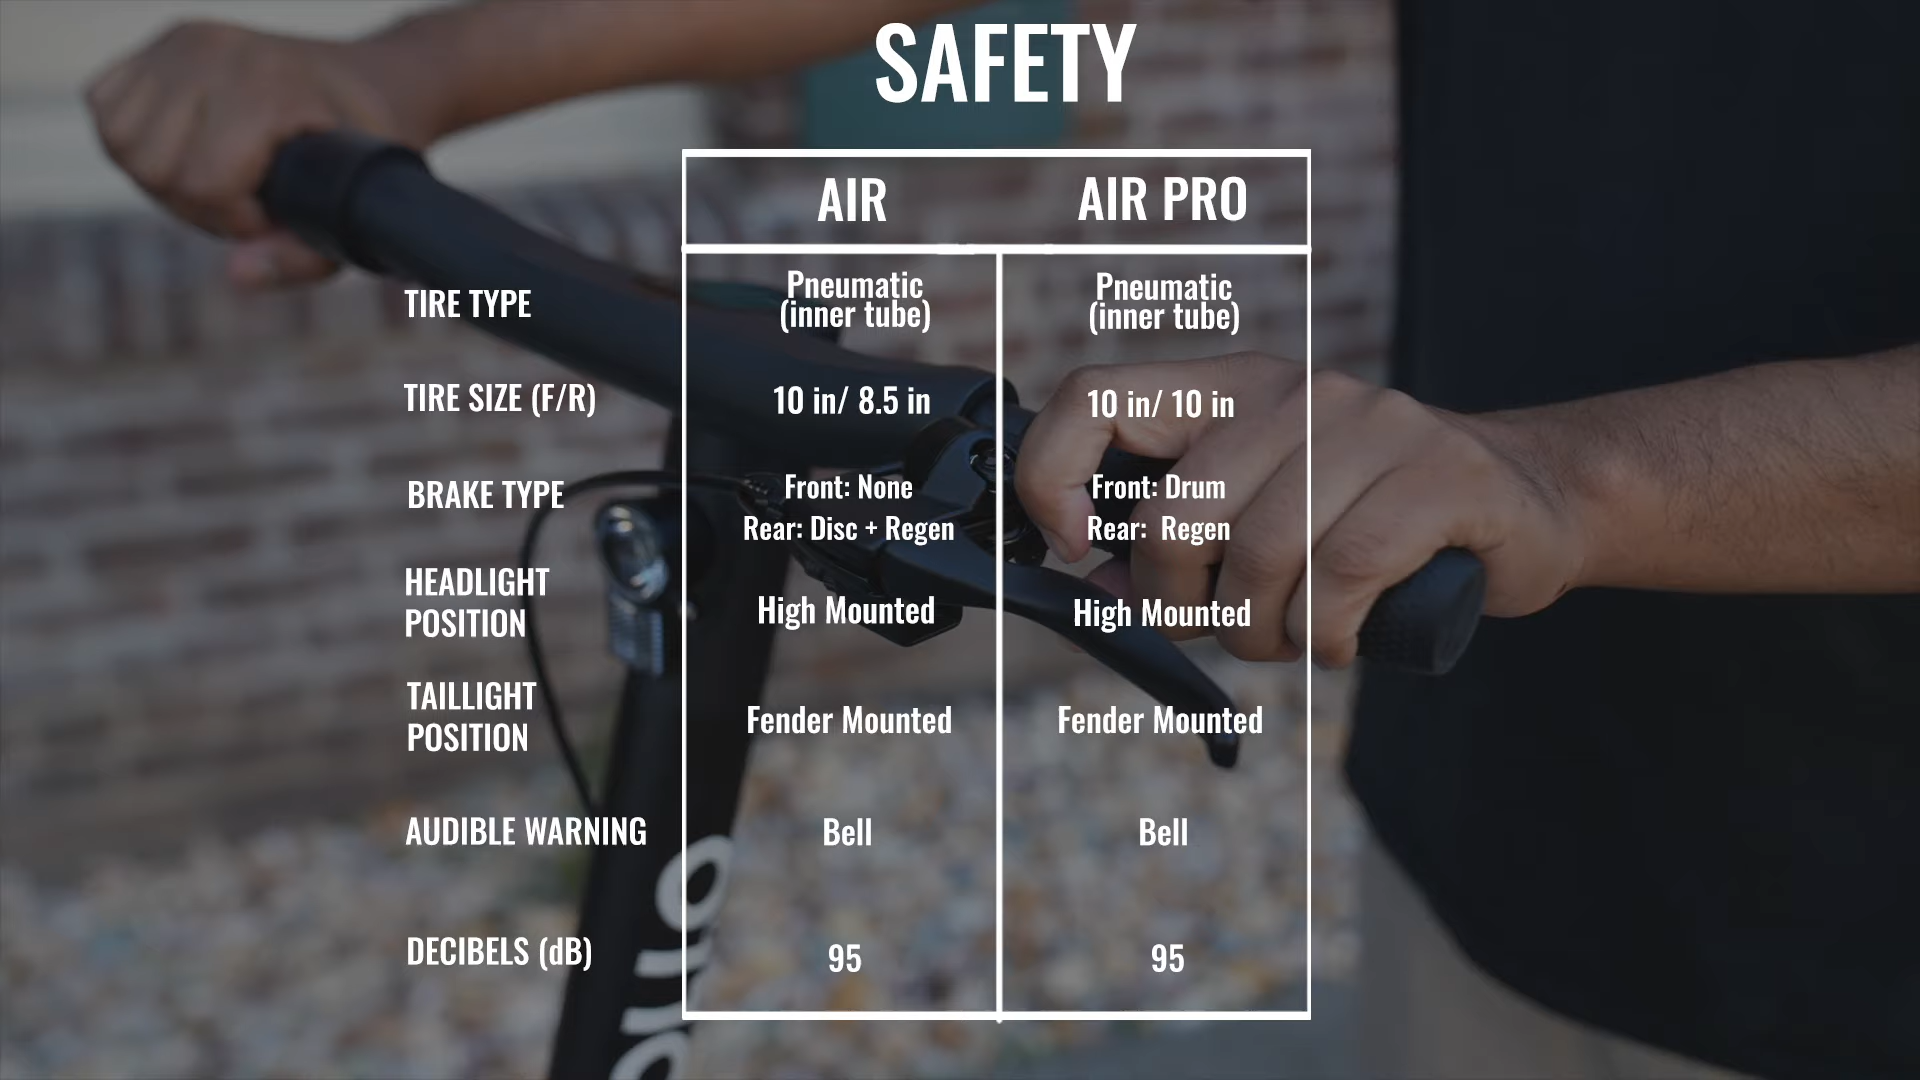 SAFETY
AIR
AIR PRO
TIRE TYPE
Pneumatic
(inner tube)
Pneumatic
(inner tube)
TIRE SIZE (F/R)
10 in/ 8.5 in
10 in/ 10 in
BRAKE TYPE
Front: None
Rear: Disc + Regen
Front: Drum
Rear: Regen
HEADLIGHT
POSITION
High Mounted
High Mounted
TAILLIGHT
POSITION
Fender Mounted
Fender Mounted
AUDIBLE WARNING
Bell
Bell
DECIBELS (dB)
95
95